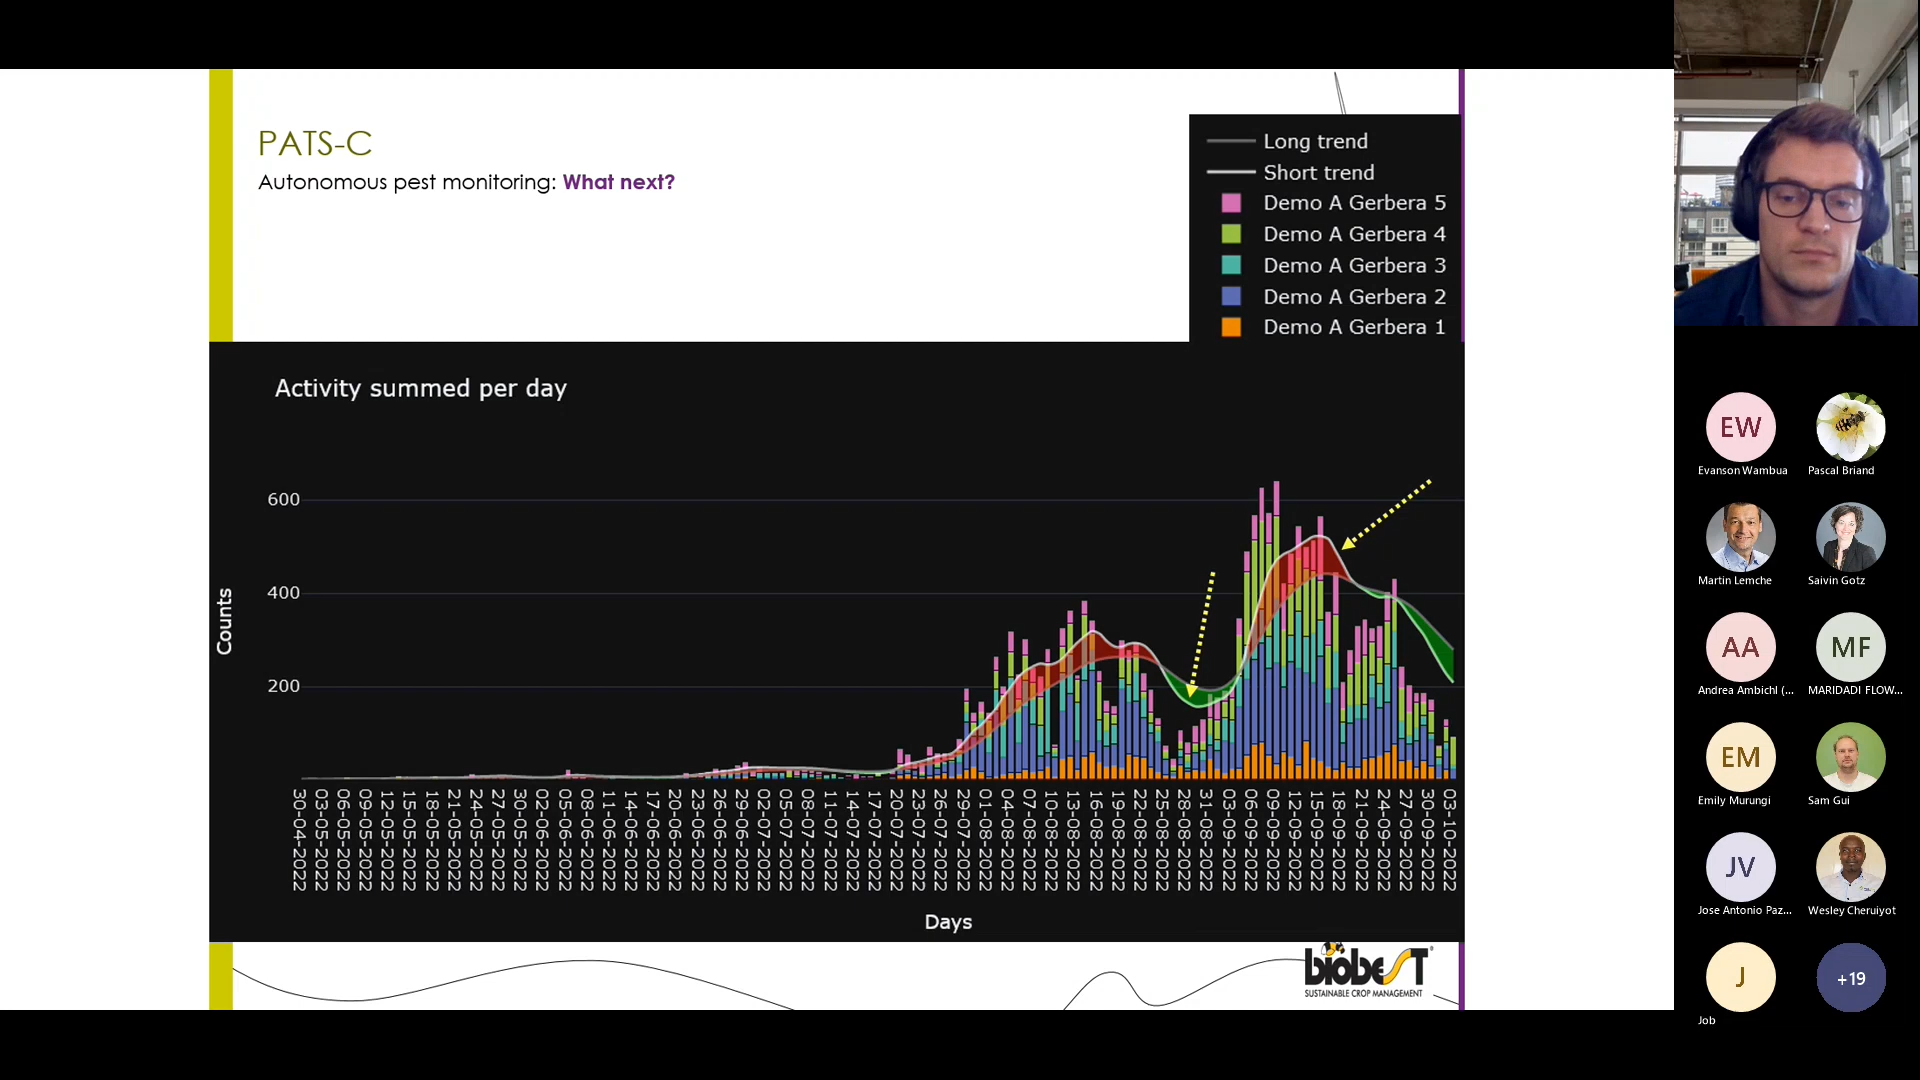 PATS-C
Autonomous pest monitoring: What next?
Long trend
Short trend
Demo A Gerbera 5
Demo A Gerbera 4
Demo A Gerbera 3
Demo A Gerbera 2
Demo A Gerbera 1
Activity summed per day
600
400
200
Counts
30-04-2022
03-05-2022
06-05-2022
09-05-2022
12-05-2022
15-05-2022
18-05-2022
21-05-2022
24-05-2022
27-05-2022
30-05-2022
02-06-2022
05-06-2022
08-06-2022
11-06-2022
14-06-2022
17-06-2022
20-06-2022
23-06-2022
26-06-2022
29-06-2022
02-07-2022
05-07-2022
08-07-2022
11-07-2022
14-07-2022
17-07-2022
20-07-2022
23-07-2022
26-07-2022
29-07-2022
01-08-2022
04-08-2022
07-08-2022
10-08-2022
13-08-2022
16-08-2022
19-08-2022
22-08-2022
25-08-2022
28-08-2022
31-08-2022
03-09-2022
06-09-2022
09-09-2022
12-09-2022
15-09-2022
18-09-2022
21-09-2022
24-09-2022
27-09-2022
30-09-2022
03-10-2022
Days
biobeST
SUSTAINABLE CROP MANAGEMENT
EW
Evanson Wambua
Pascal Briand
Martin Lemche
Saivin Gotz
AA
Andrea Ambichl (...
MF
MARIDADI FLOW...
EM
Emily Murungi
Sam Gui
JV
Jose Antonio Paz...
Wesley Cheruiyot
J
Job
+19